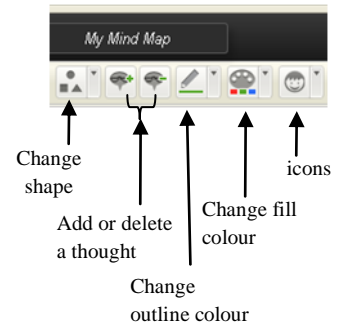 My Mind Map
Change
shape
icons
Add or delete
a thought
Change fill
colour
Change
outline colour